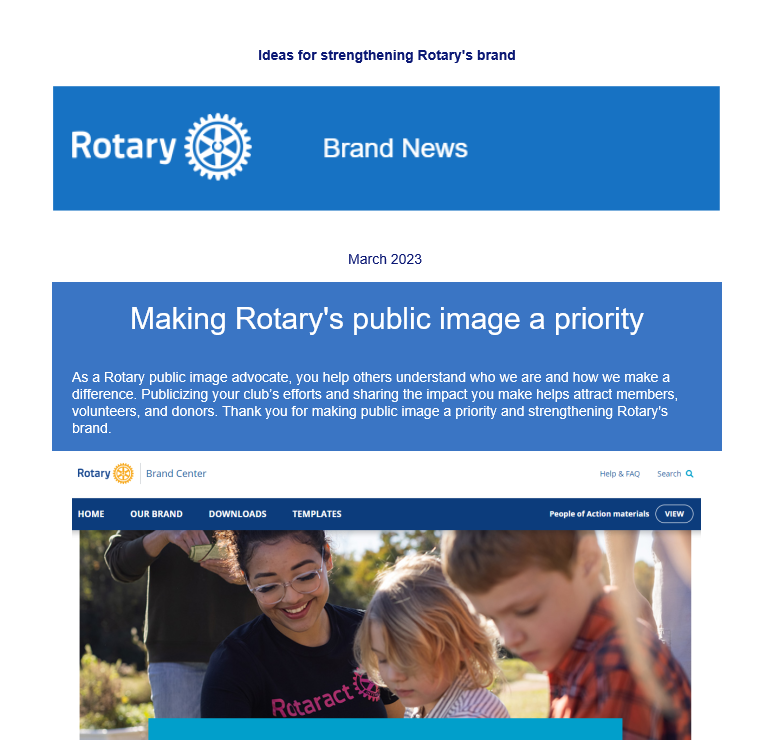 Ideas for strengthening Rotary's brand
Rotary
Brand News
March 2023
Making Rotary's public image a priority
As a Rotary public image advocate, you help others understand who we are and how we make a
difference. Publicizing your club’s efforts and sharing the impact you make helps attract members,
volunteers, and donors. Thank you for making public image a priority and strengthening Rotary’s
brand.
Rotary Brand Center Help & FAQ Search
HOME OUR BRAND DOWNLOADS TEMPLATES People of Action materials VIEW
Rotaract